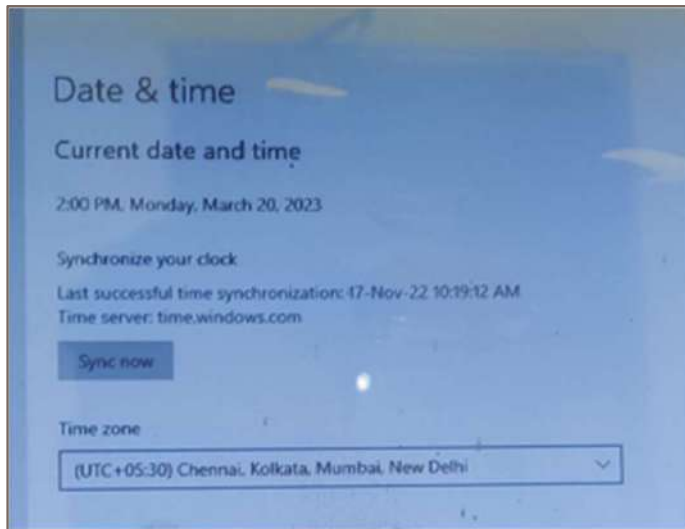 Date & time
Current date and time
2:00 PM, Monday, March 20, 2023
Synchronize your clock
Last successful time synchronization: 17-Nov-22 10:19:12 AM
Time server: time.windows.com
Sync now
Time zone
(UTC+05:30) Chennai, Kolkata, Mumbai, New Delhi